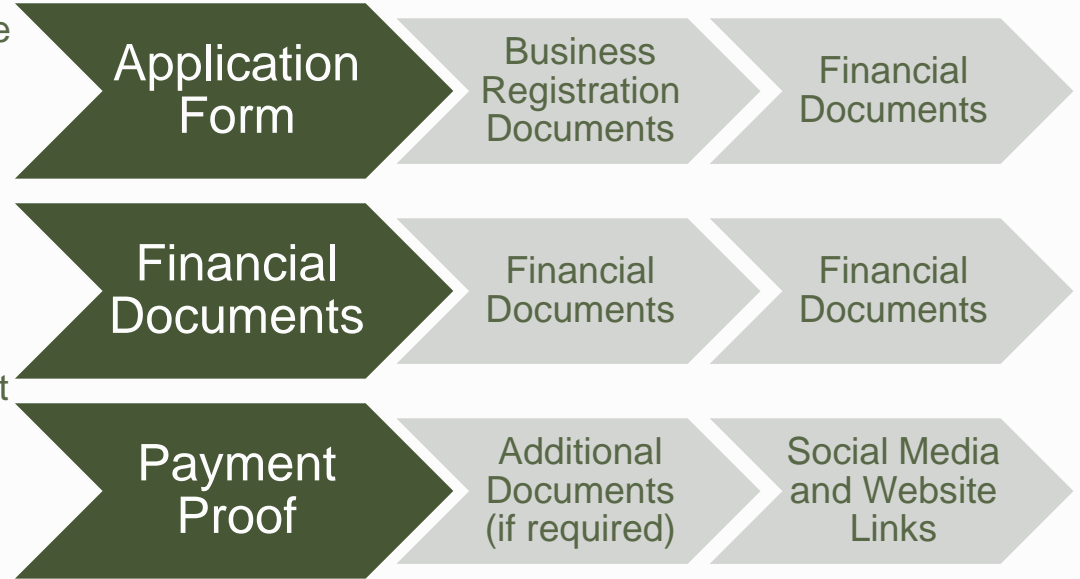 e
Application
Form
Business
Registration
Documents
Financial
Documents
Financial
Documents
Financial
Documents
Financial
Documents
t
Payment
Proof
Additional
Documents
(if required)
Social Media
and Website
Links